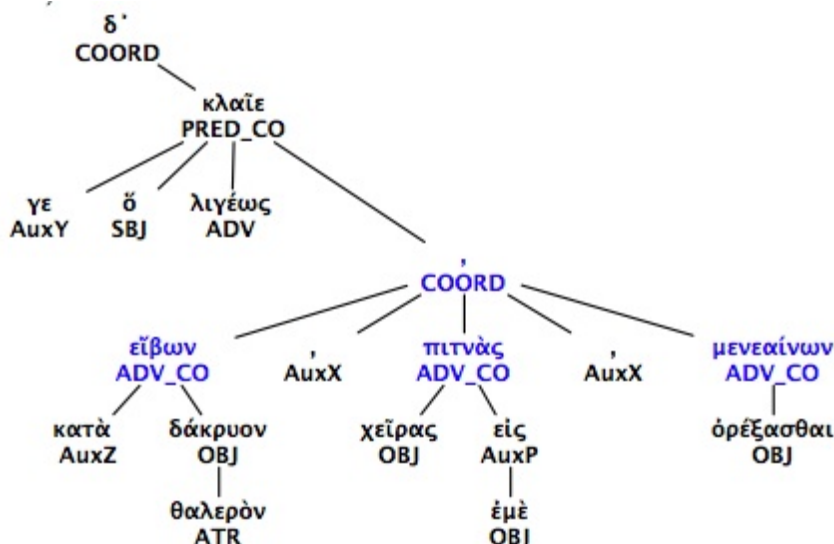 δ᾽
COORD
κλαῖε
PRED_CO
γε ὅ λιγέως
AuxY SBJ ADV
,
COORD
εἴβων , πιτνὰς , μενεαίνων
ADV_CO AuxX ADV_CO AuxX ADV_CO
κατὰ δάκρυον χεῖρας εἰς ὀρέξασθαι
AuxZ OBJ OBJ AuxP OBJ
θαλερὸν ἐμὲ
ATR OBJ